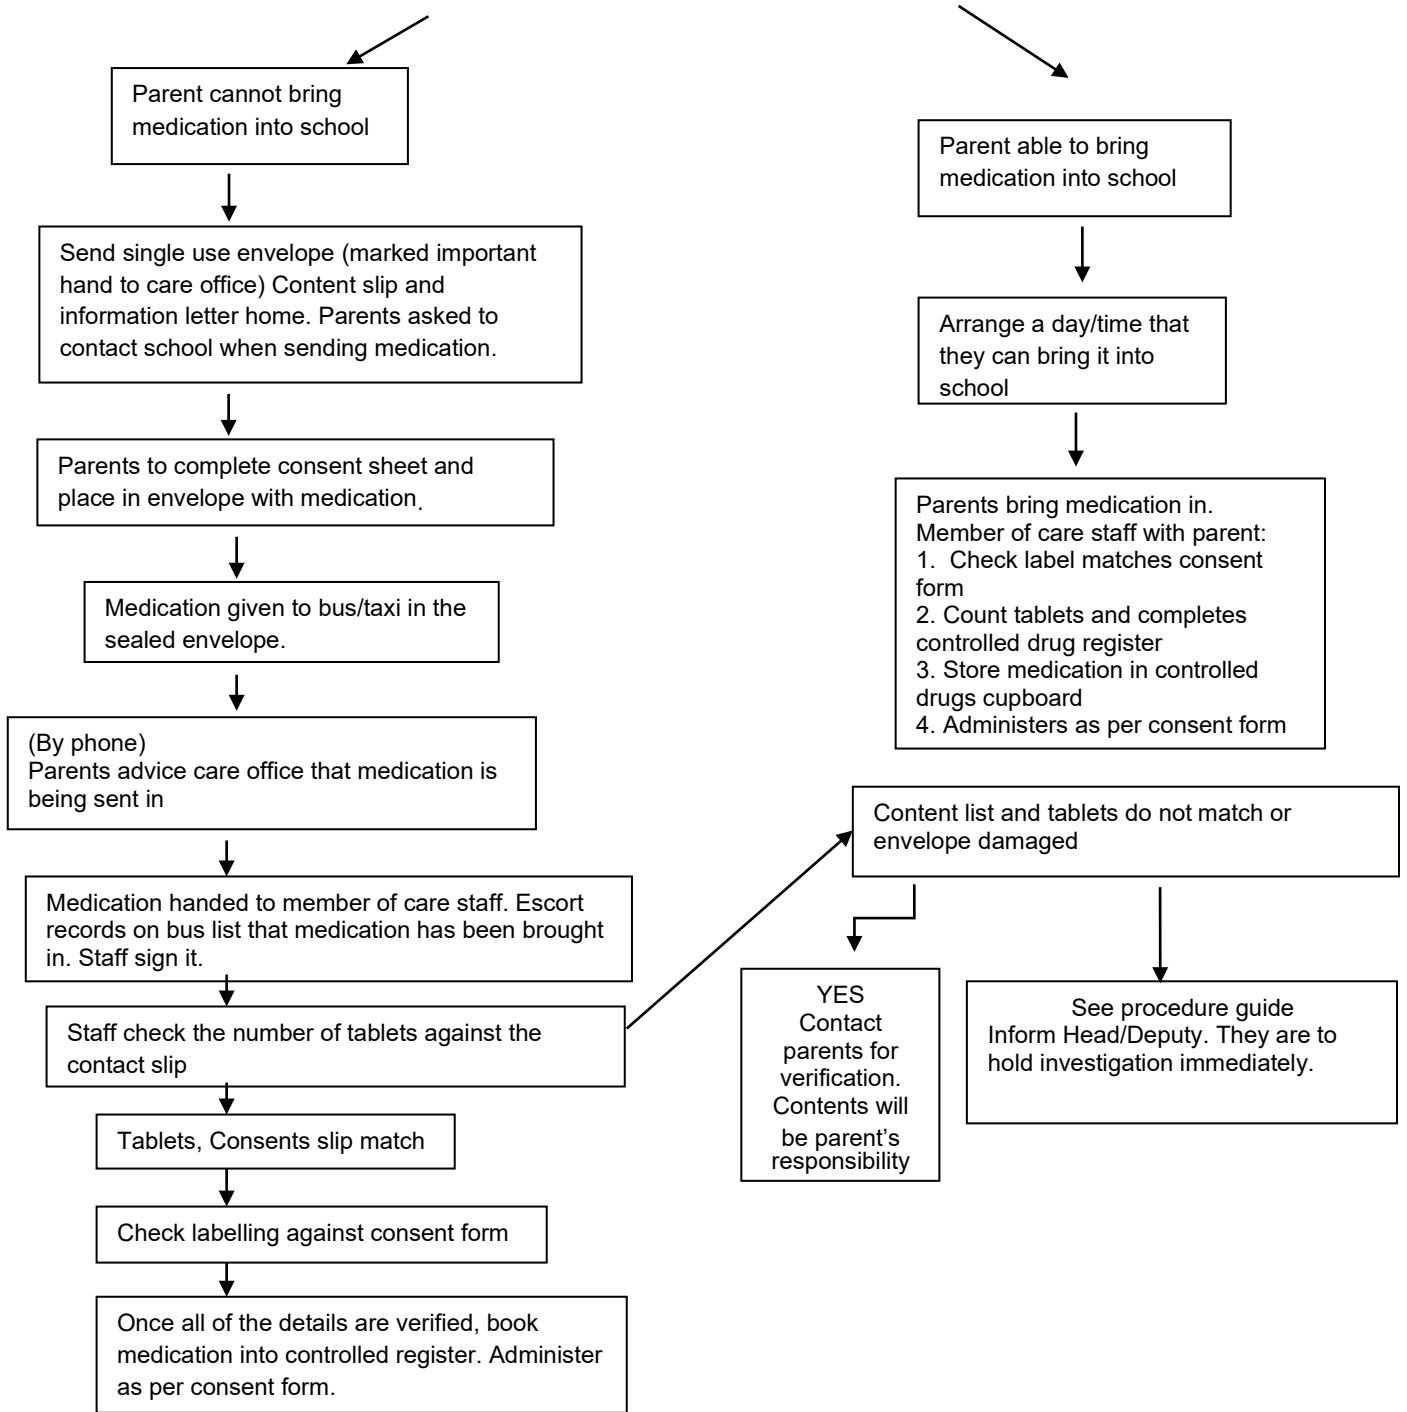 Parent cannot bring
medication into school
Send single use envelope (marked important
hand to care office) Content slip and
information letter home. Parents asked to
contact school when sending medication.
Parents to complete consent sheet and
place in envelope with medication.
Medication given to bus/taxi in the
sealed envelope.
(By phone)
Parents advice care office that medication is
being sent in
Medication handed to member of care staff. Escort
records on bus list that medication has been brought
in. Staff sign it.
Staff check the number of tablets against the
contact slip
Tablets, Consents slip match
Check labelling against consent form
Once all of the details are verified, book
medication into controlled register. Administer
as per consent form.
Parent able to bring
medication into school
Arrange a day/time that
they can bring it into
school
Parents bring medication in.
Member of care staff with parent:
1.  Check label matches consent
form
2. Count tablets and completes
controlled drug register
3. Store medication in controlled
drugs cupboard
4. Administers as per consent form
Content list and tablets do not match or
envelope damaged
YES
Contact
parents for
verification.
Contents will
be parent’s
responsibility
See procedure guide
Inform Head/Deputy. They are to
hold investigation immediately.